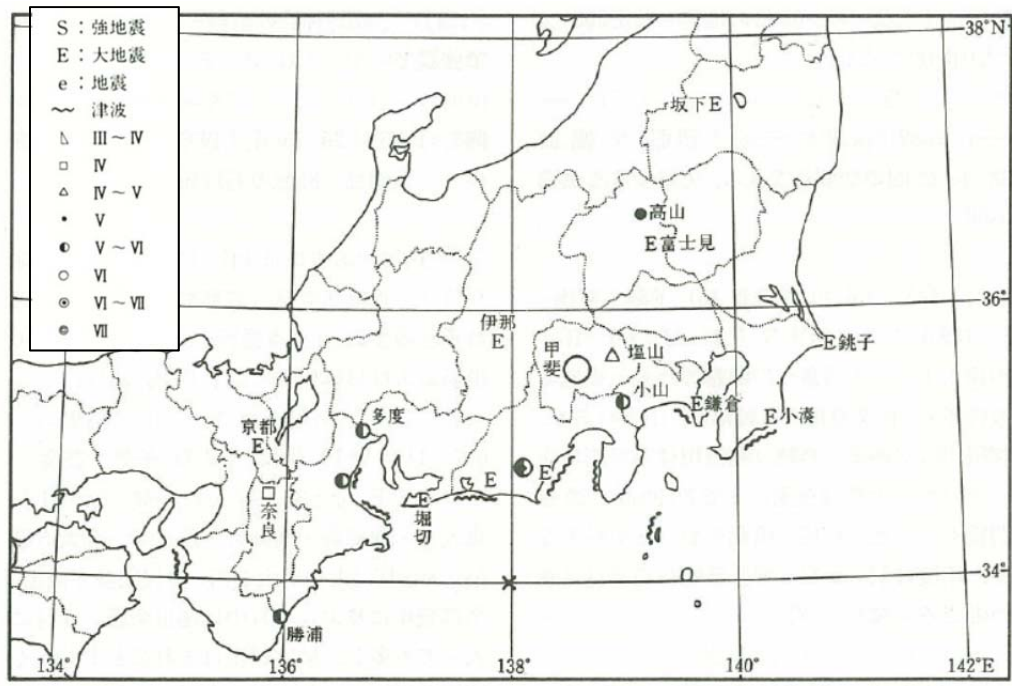 S：強地震
E：大地震
e：地震
津波
III～IV
IV
IV～V
V
V～VI
VI
VI～VII
VII
38°N
坂下E
高山
E富士見
36°
伊那
E
甲斐
塩山
小山
E銚子
E鎌倉
E小湊
多度
京都
E
奈良
E
E
E
堀切
34°
勝浦
134°
136°
138°
140°
142°E